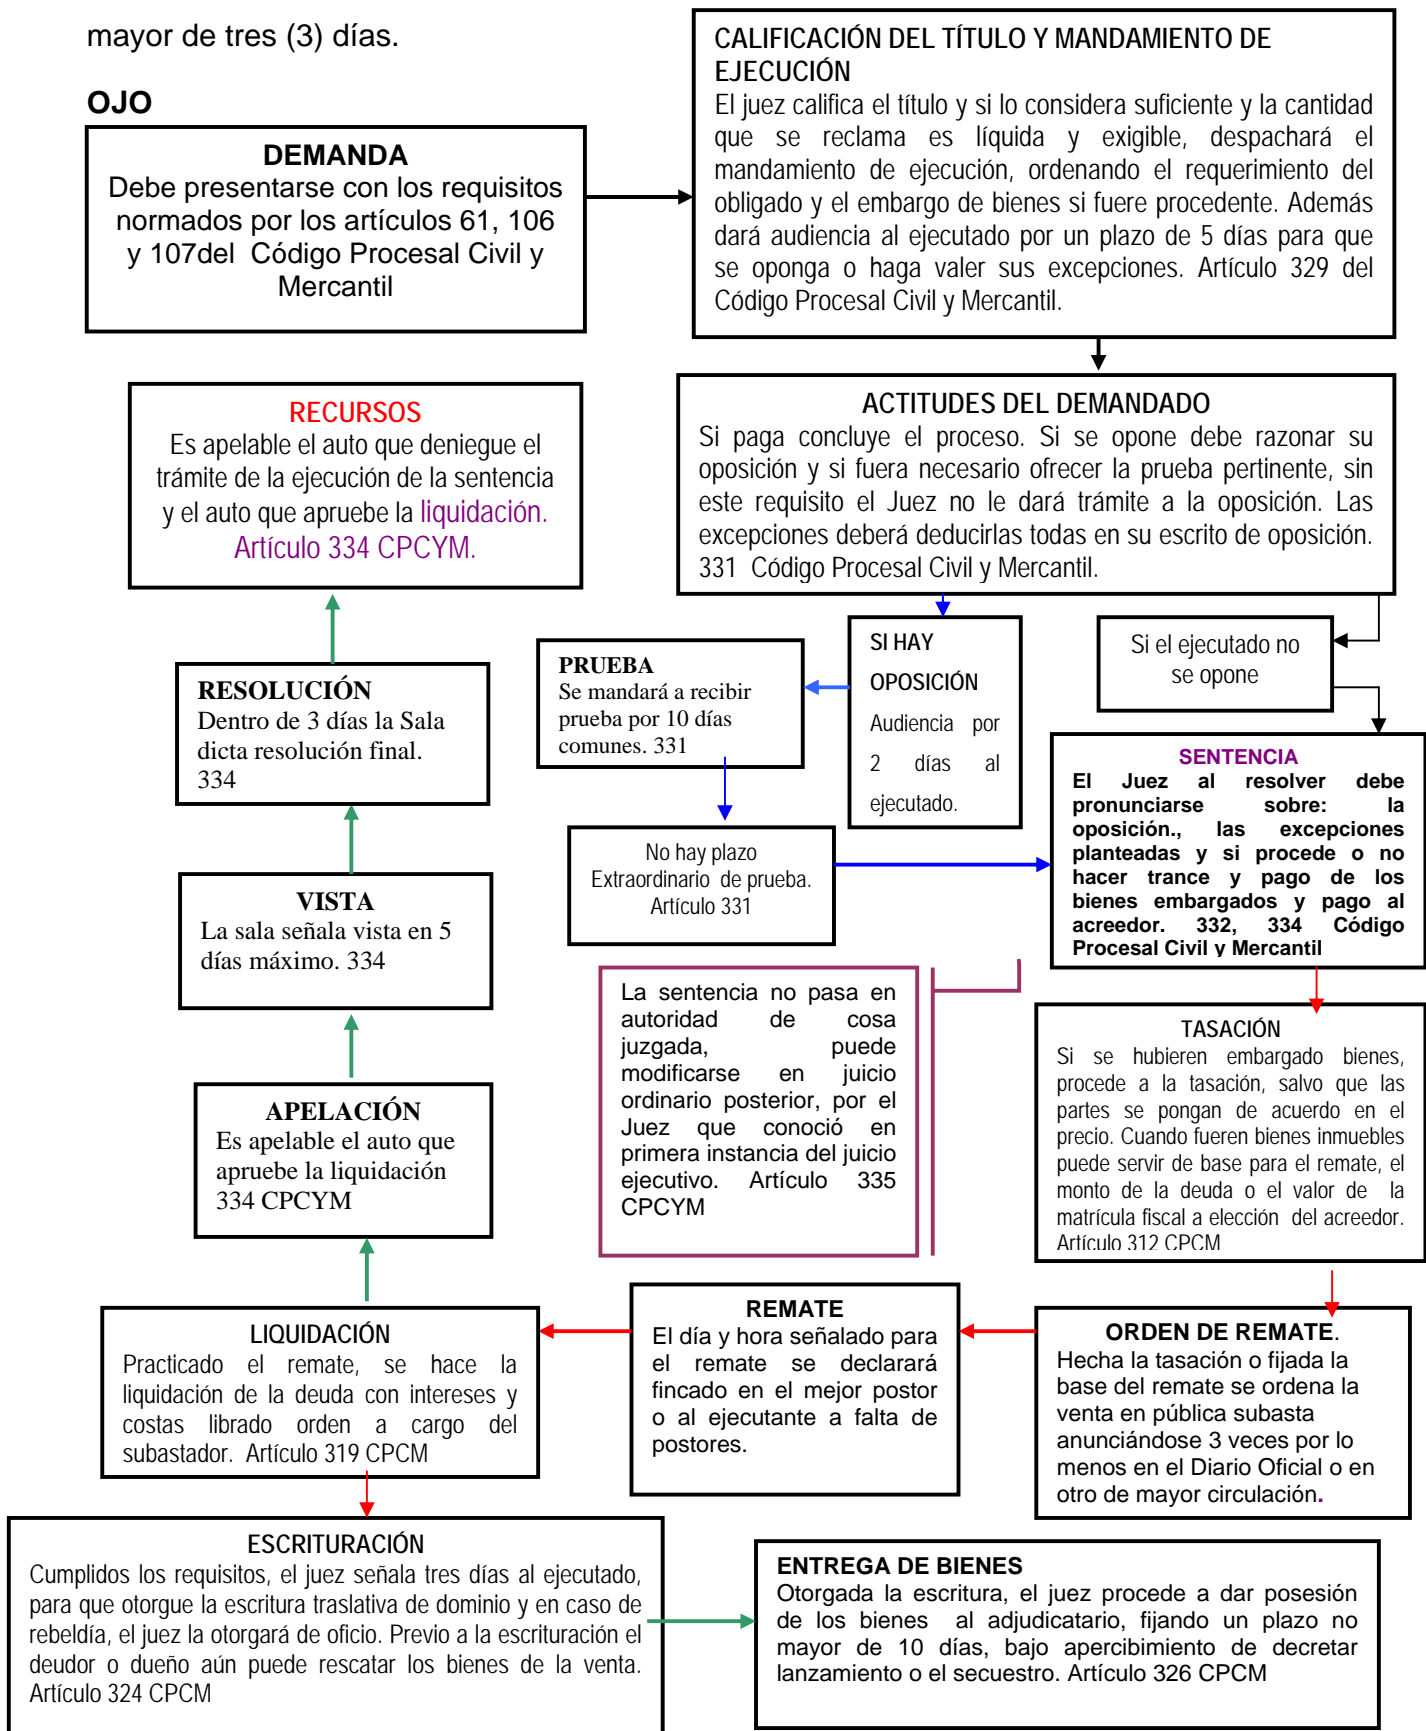 mayor de tres (3) días.
OJO
DEMANDA
Debe presentarse con los requisitos
normados por los artículos 61, 106
y 107del  Código Procesal Civil y
Mercantil
CALIFICACIÓN DEL TÍTULO Y MANDAMIENTO DE
EJECUCIÓN
El juez califica el título y si lo considera suficiente y la cantidad
que se reclama es líquida y exigible, despachará el
mandamiento de ejecución, ordenando el requerimiento del
obligado y el embargo de bienes si fuere procedente. Además
dará audiencia al ejecutado por un plazo de 5 días para que
se oponga o haga valer sus excepciones. Artículo 329 del
Código Procesal Civil y Mercantil.
ACTITUDES DEL DEMANDADO
Si paga concluye el proceso. Si se opone debe razonar su
oposición y si fuera necesario ofrecer la prueba pertinente, sin
este requisito el Juez no le dará trámite a la oposición. Las
excepciones deberá deducirlas todas en su escrito de oposición.
331  Código Procesal Civil y Mercantil.
RECURSOS
Es apelable el auto que deniegue el
trámite de la ejecución de la sentencia
y el auto que apruebe la liquidación.
Artículo 334 CPCYM.
SI HAY
OPOSICIÓN
Audiencia por
2 días al
ejecutado.
Si el ejecutado no
se opone
PRUEBA
Se mandará a recibir
prueba por 10 días
comunes. 331
RESOLUCIÓN
Dentro de 3 días la Sala
dicta resolución final.
334
SENTENCIA
El Juez al resolver debe
pronunciarse sobre: la
oposición., las excepciones
planteadas y si procede o no
hacer trance y pago de los
bienes embargados y pago al
acreedor. 332, 334 Código
Procesal Civil y Mercantil
No hay plazo
Extraordinario  de prueba.
Artículo 331
VISTA
La sala señala vista en 5
días máximo. 334
La sentencia no pasa en
autoridad de cosa
juzgada, puede
modificarse en juicio
ordinario posterior, por el
Juez que conoció en
primera instancia del juicio
ejecutivo. Artículo 335
CPCYM
TASACIÓN
Si se hubieren embargado bienes,
procede a la tasación, salvo que las
partes se pongan de acuerdo en el
precio. Cuando fueren bienes inmuebles
puede servir de base para el remate, el
monto de la deuda o el valor de la
matrícula fiscal a elección del acreedor.
Artículo 312 CPCM
APELACIÓN
Es apelable el auto que
apruebe la liquidación
334 CPCYM
REMATE
El día y hora señalado para
el remate se declarará
fincado en el mejor postor
o al ejecutante a falta de
postores.
ORDEN DE REMATE.
Hecha la tasación o fijada la
base del remate se ordena la
venta en pública subasta
anunciándose 3 veces por lo
menos en el Diario Oficial o en
otro de mayor circulación.
LIQUIDACIÓN
Practicado el remate, se hace la
liquidación de la deuda con intereses y
costas librado orden a cargo del
subastador.  Artículo 319 CPCM
ESCRITURACIÓN
Cumplidos los requisitos, el juez señala tres días al ejecutado,
para que otorgue la escritura traslativa de dominio y en caso de
rebeldía, el juez la otorgará de oficio. Previo a la escrituración el
deudor o dueño aún puede rescatar los bienes de la venta.
Artículo 324 CPCM
ENTREGA DE BIENES
Otorgada la escritura, el juez procede a dar posesión
de los bienes  al adjudicatario, fijando un plazo no
mayor de 10 días, bajo apercibimiento de decretar
lanzamiento o el secuestro. Artículo 326 CPCM